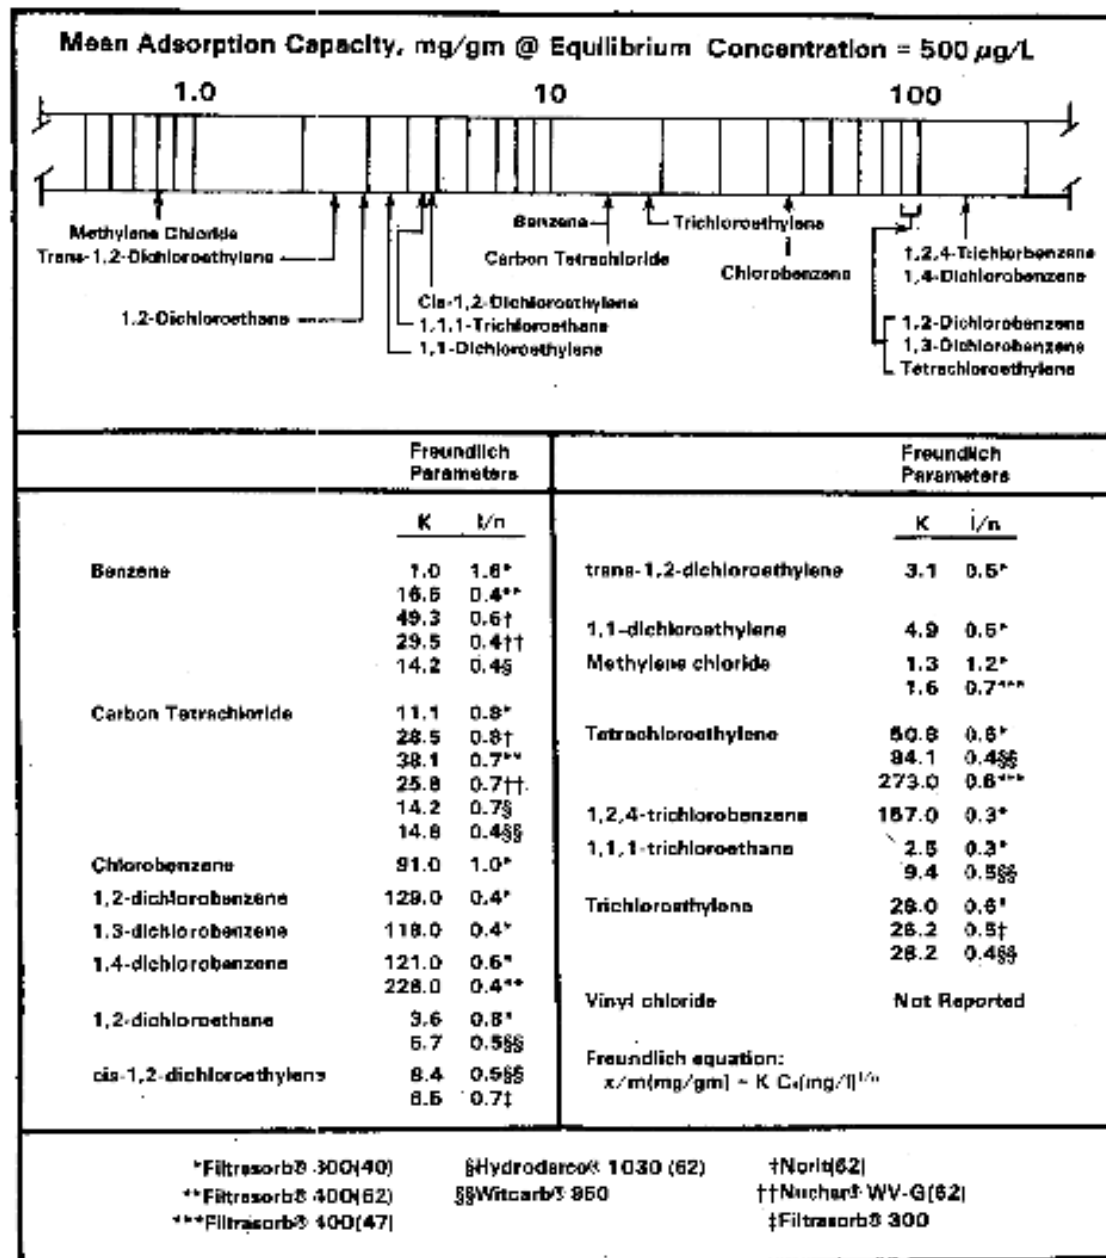 Mean Adsorption Capacity, mg/gm @ Equilibrium Concentration = 500 µg/L
1.0 10 100
Methylene Chloride
Trans-1,2-Dichloroethylene
1,2-Dichloroethane
Cis-1,2-Dichloroethylene
1,1,1-Trichloroethane
1,1-Dichloroethylene
Benzene
Carbon Tetrachloride
Trichloroethylene
Chlorobenzene
1,2,4-Trichlorbenzene
1,4-Dichlorobenzene
1,2-Dichlorobenzene
1,3-Dichlorobenzene
Tetrachloroethylene
Freundlich
Parameters
K 1/n
Benzene 1.0 1.6*
16.6 0.4**
49.3 0.6†
29.5 0.4††
14.2 0.4§
Carbon Tetrachloride 11.1 0.8*
28.5 0.8†
38.1 0.7**
25.8 0.7††
14.2 0.7§
14.8 0.4§§
Chlorobenzene 91.0 1.0*
1,2-dichlorobenzene 129.0 0.4*
1.3-dichlorobenzene 118.0 0.4*
1,4-dichlorobenzene 121.0 0.6*
226.0 0.4**
1,2-dichloroethane 3.6 0.8*
5.7 0.5§§
cis-1,2-dichloroethylene 8.4 0.5§§
6.5 0.7‡
Freundlich
Parameters
K 1/n
trans-1,2-dichloroethylene 3.1 0.5*
1,1-dichloroethylene 4.9 0.5*
Methylene chloride 1.3 1.2*
1.6 0.7***
Tetrachloroethylene 50.8 0.6*
84.1 0.4§§
273.0 0.6***
1,2,4-trichlorobenzene 157.0 0.3*
1,1,1-trichloroethane 2.5 0.3*
9.4 0.5§§
Trichloroethylene 28.0 0.6*
26.2 0.5†
28.2 0.4§§
Vinyl chloride Not Reported
Freundlich equation:
x/m(mg/gm) = K (mg/l)1/n
*Filtrasorb® 300(40) §Hydrodarco® 1030 (62) †Norit(62)
**Filtrasorb® 400(62) §§Witcarb® 950 ††Nuchar® WV-G(62)
***Filtrasorb® 400(47) ‡Filtrasorb® 300